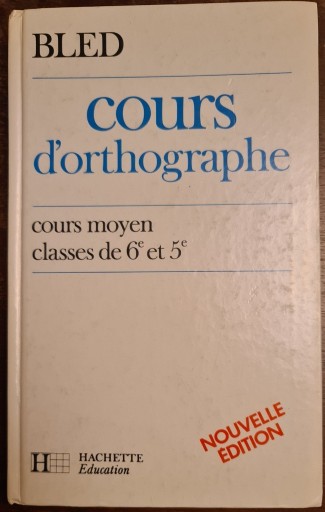 BLED
cours
d'orthographe
cours moyen
classes de 6e et 5e
NOUVELLE
ÉDITION
H
HACHETTE
Education